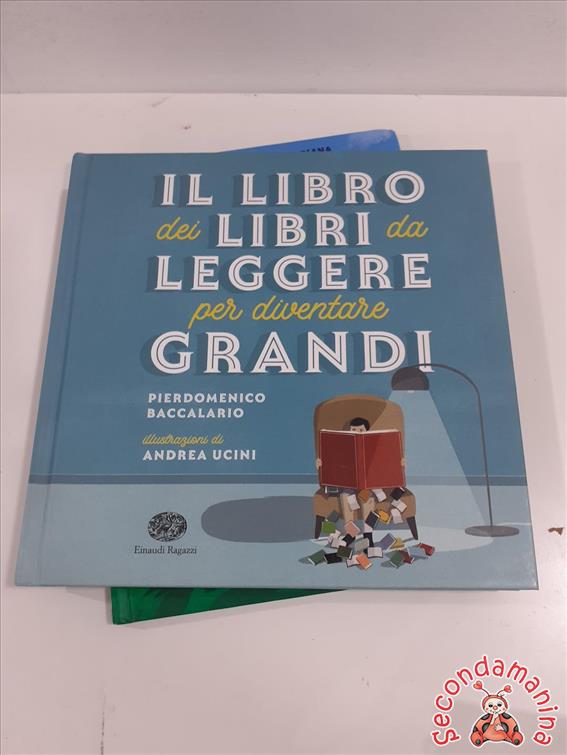 IL LIBRO
dei LIBRI da
LEGGERE
per diventare
GRANDI
PIERDOMENICO
BACCALARIO
illustrazioni di
ANDREA UCINI
Einaudi Ragazzi
Secondamanina